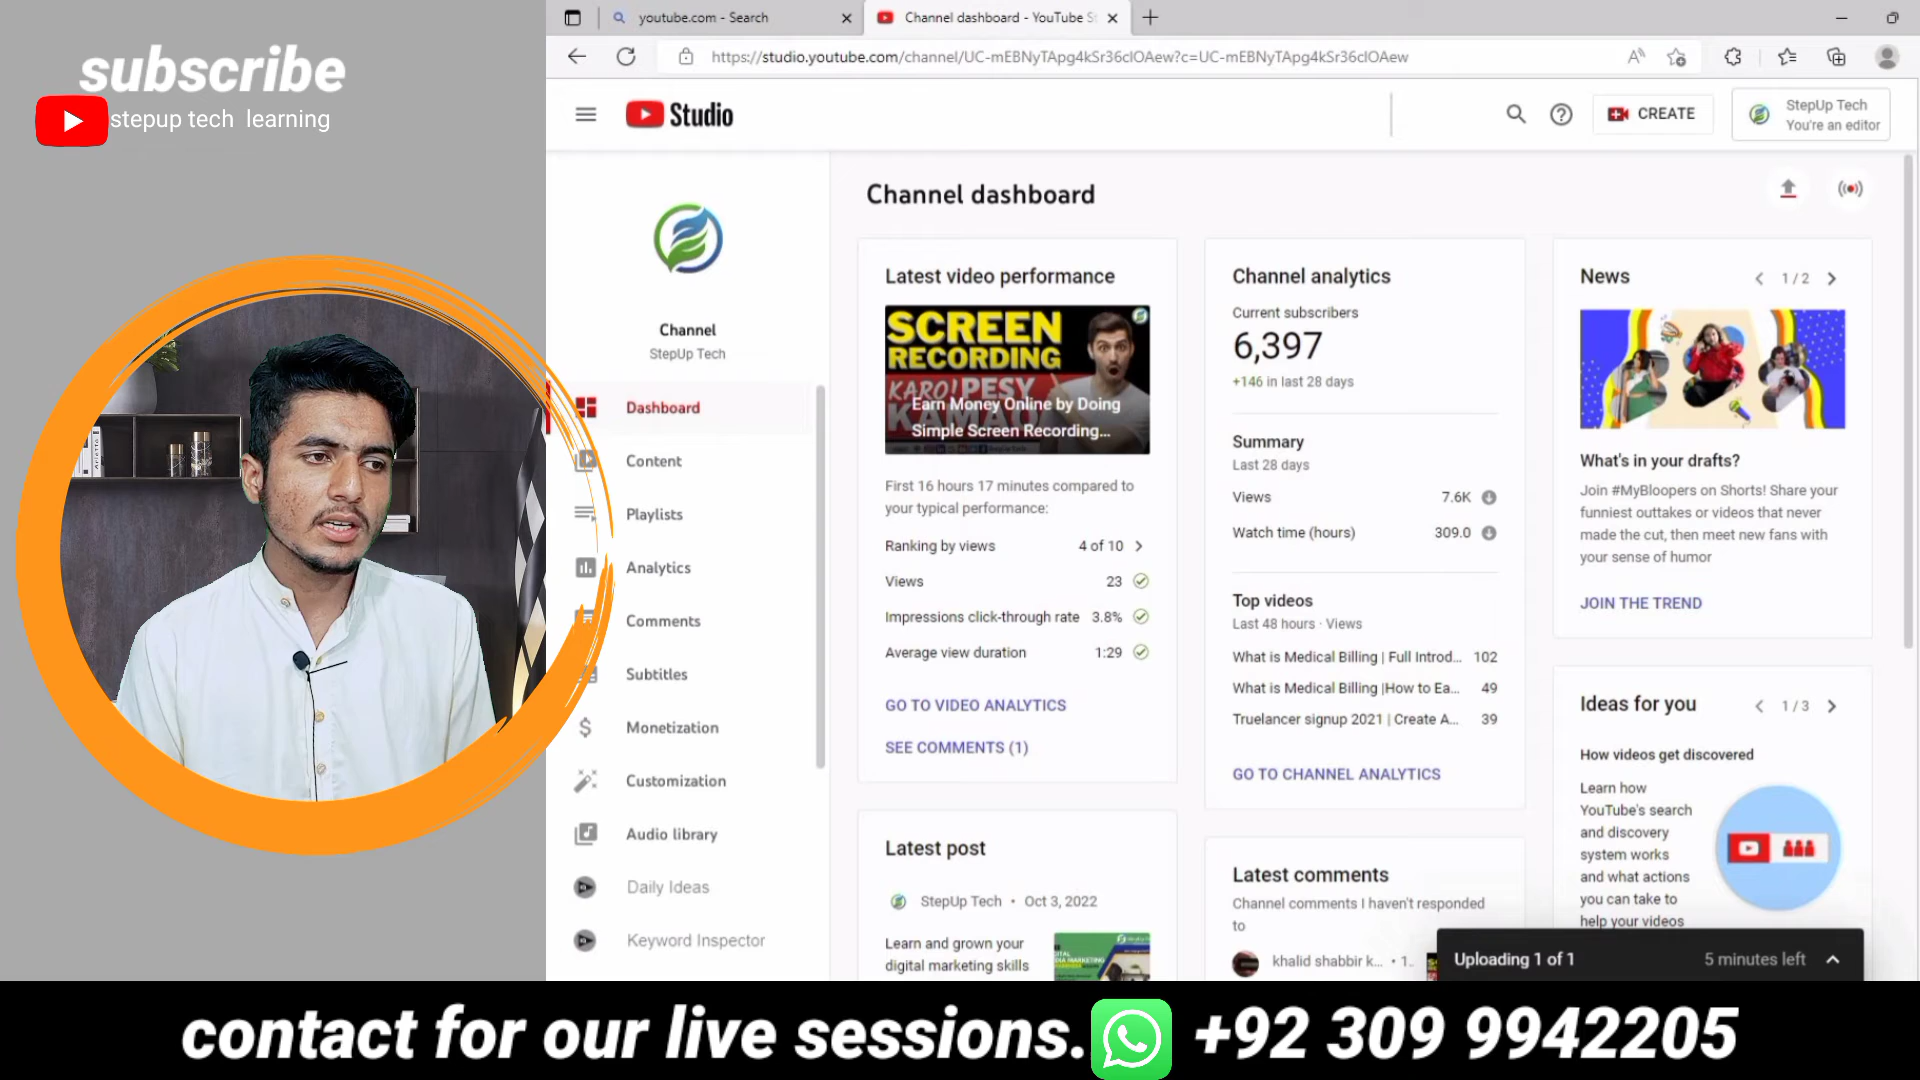 subscribe
stepup tech learning
youtube.com - Search
Channel dashboard - YouTube S
https://studio.youtube.com/channel/UC-mEBNyTApg4kSr36cIOAew?c=UC-mEBNyTApg4kSr36cIOAew
Studio
CREATE
StepUp Tech
You're an editor
Channel
StepUp Tech
Dashboard
Content
Playlists
Analytics
Comments
Subtitles
Monetization
Customization
Audio library
Daily Ideas
Keyword Inspector
Channel dashboard
Latest video performance
SCREEN
RECORDING
KARO! PESY
KAMAO
Earn Money Online by Doing
Simple Screen Recording...
First 16 hours 17 minutes compared to
your typical performance:
Ranking by views 4 of 10
Views 23
Impressions click-through rate 3.8%
Average view duration 1:29
GO TO VIDEO ANALYTICS
SEE COMMENTS (1)
Latest post
StepUp Tech • Oct 3, 2022
Learn and grown your
digital marketing skills
Channel analytics
Current subscribers
6,397
+146 in last 28 days
Summary
Last 28 days
Views 7.6K
Watch time (hours) 309.0
Top videos
Last 48 hours · Views
What is Medical Billing | Full Introd... 102
What is Medical Billing |How to Ea... 49
Truelancer signup 2021 | Create A... 39
GO TO CHANNEL ANALYTICS
Latest comments
Channel comments I haven't responded
to
khalid shabbir k... • 1..
News
1 / 2
What's in your drafts?
Join #MyBloopers on Shorts! Share your
funniest outtakes or videos that never
made the cut, then meet new fans with
your sense of humor
JOIN THE TREND
Ideas for you
1 / 3
How videos get discovered
Learn how
YouTube's search
and discovery
system works
and what actions
you can take to
help your videos
Uploading 1 of 1
5 minutes left
contact for our live sessions. +92 309 9942205